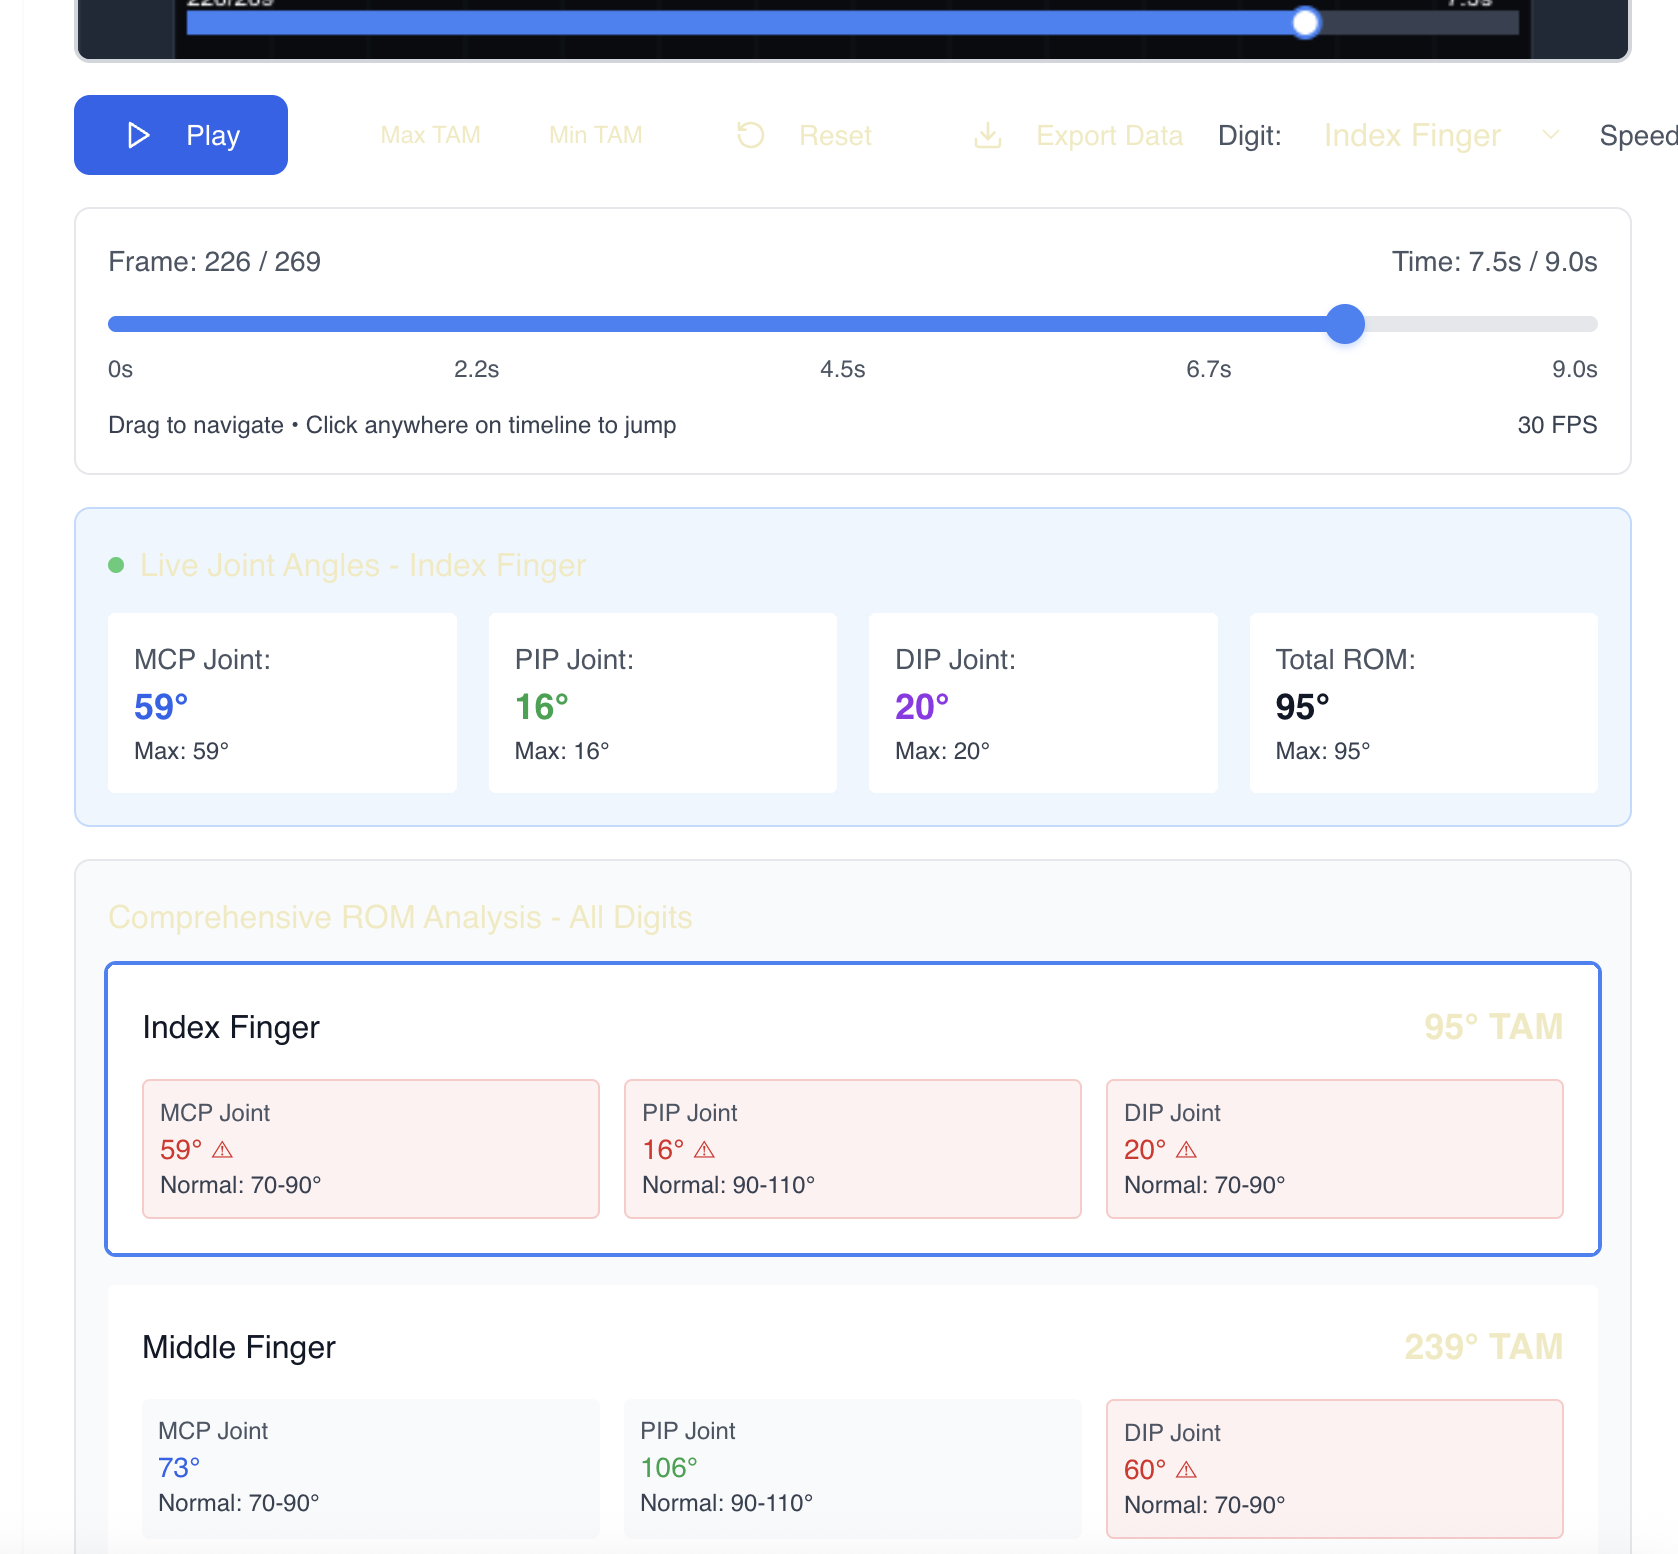 226/269 7.5s
Play Max TAM Min TAM Reset Export Data Digit: Index Finger Speed
Frame: 226 / 269 Time: 7.5s / 9.0s
0s 2.2s 4.5s 6.7s 9.0s
Drag to navigate • Click anywhere on timeline to jump 30 FPS
Live Joint Angles - Index Finger
MCP Joint: PIP Joint: DIP Joint: Total ROM:
59° 16° 20° 95°
Max: 59° Max: 16° Max: 20° Max: 95°
Comprehensive ROM Analysis - All Digits
Index Finger 95° TAM
MCP Joint PIP Joint DIP Joint
59° ⚠ 16° ⚠ 20° ⚠
Normal: 70-90° Normal: 90-110° Normal: 70-90°
Middle Finger 239° TAM
MCP Joint PIP Joint DIP Joint
73° 106° 60° ⚠
Normal: 70-90° Normal: 90-110° Normal: 70-90°